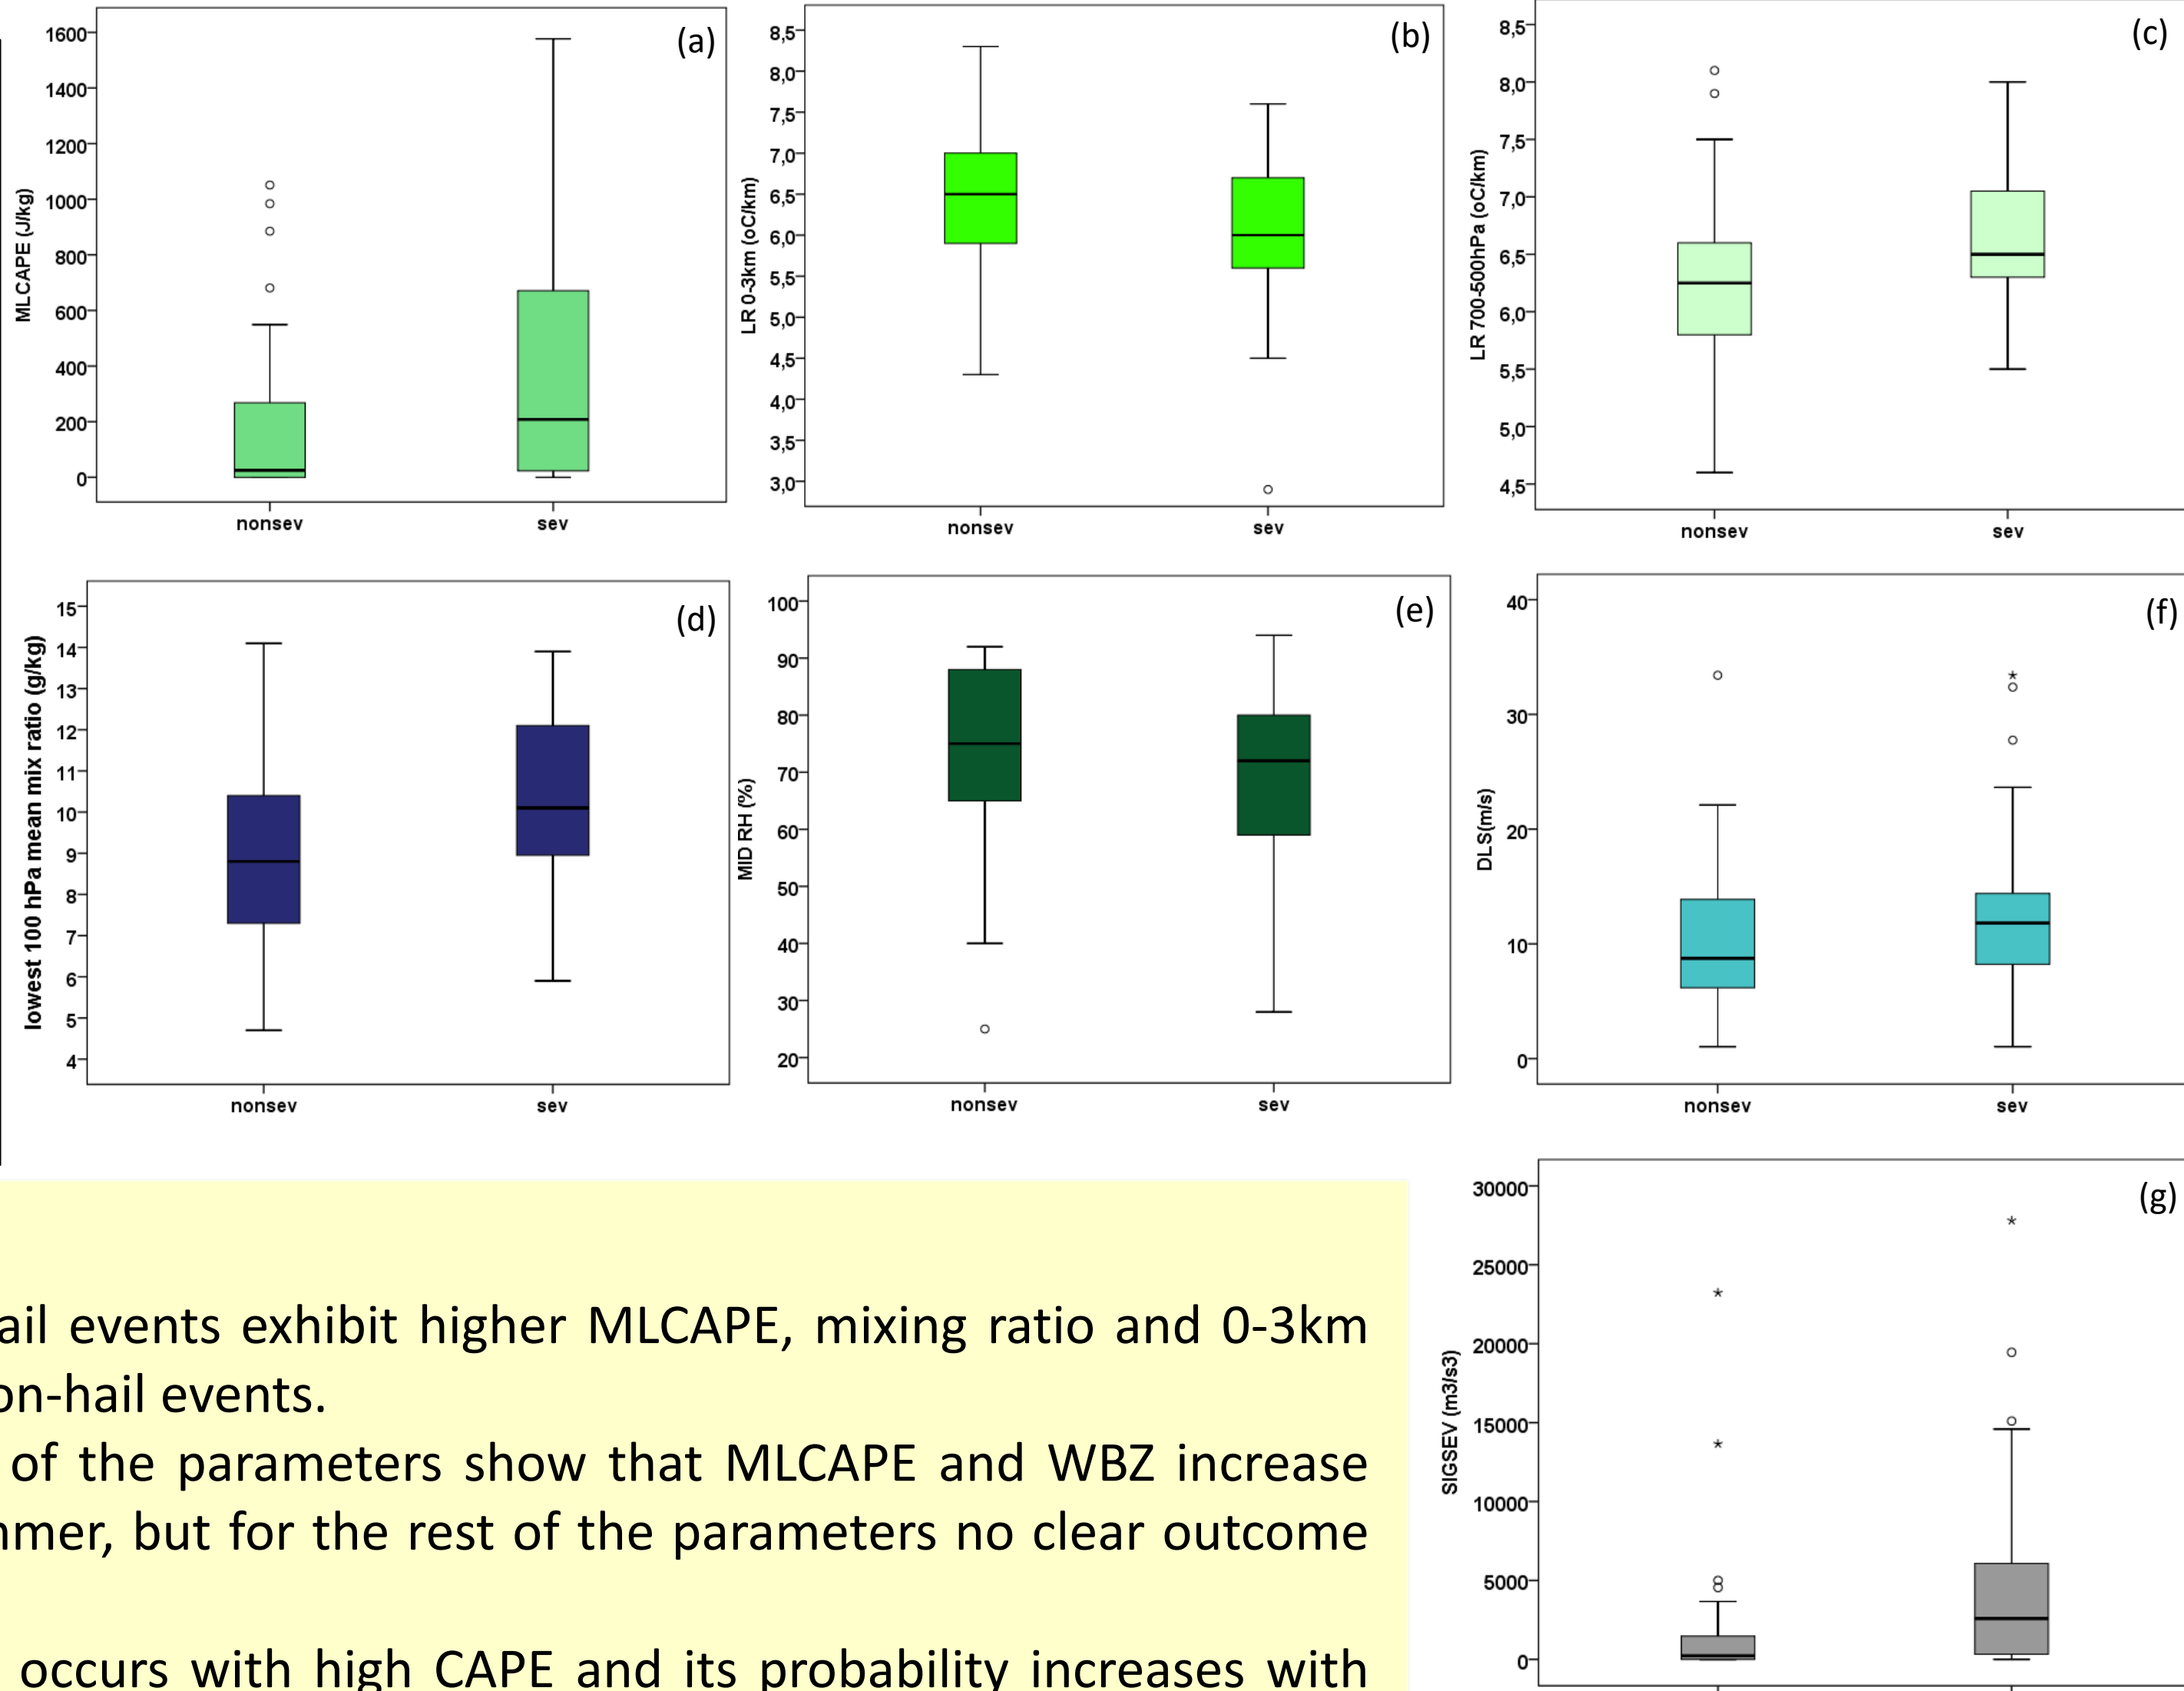 (a)
MLCAPE (J/kg)
1600
1400
1200
1000
800
600
400
200
0
nonsev sev
(b)
LR 0-3km (oC/km)
8,5
8,0
7,5
7,0
6,5
6,0
5,5
5,0
4,5
4,0
3,5
3,0
nonsev sev
(c)
LR 700-500hPa (oC/km)
8,5
8,0
7,5
7,0
6,5
6,0
5,5
5,0
4,5
nonsev sev
(d)
lowest 100 hPa mean mix ratio (g/kg)
15
14
13
12
11
10
9
8
7
6
5
4
nonsev sev
(e)
MID RH (%)
100
90
80
70
60
50
40
30
20
nonsev sev
(f)
DLS(m/s)
40
30
20
10
0
nonsev sev
(g)
SIGSEV (m3/s3)
30000
25000
20000
15000
10000
5000
0
ail events exhibit higher MLCAPE, mixing ratio and 0-3km
on-hail events.
of the parameters show that MLCAPE and WBZ increase
mer, but for the rest of the parameters no clear outcome
occurs with high CAPE and its probability increases with